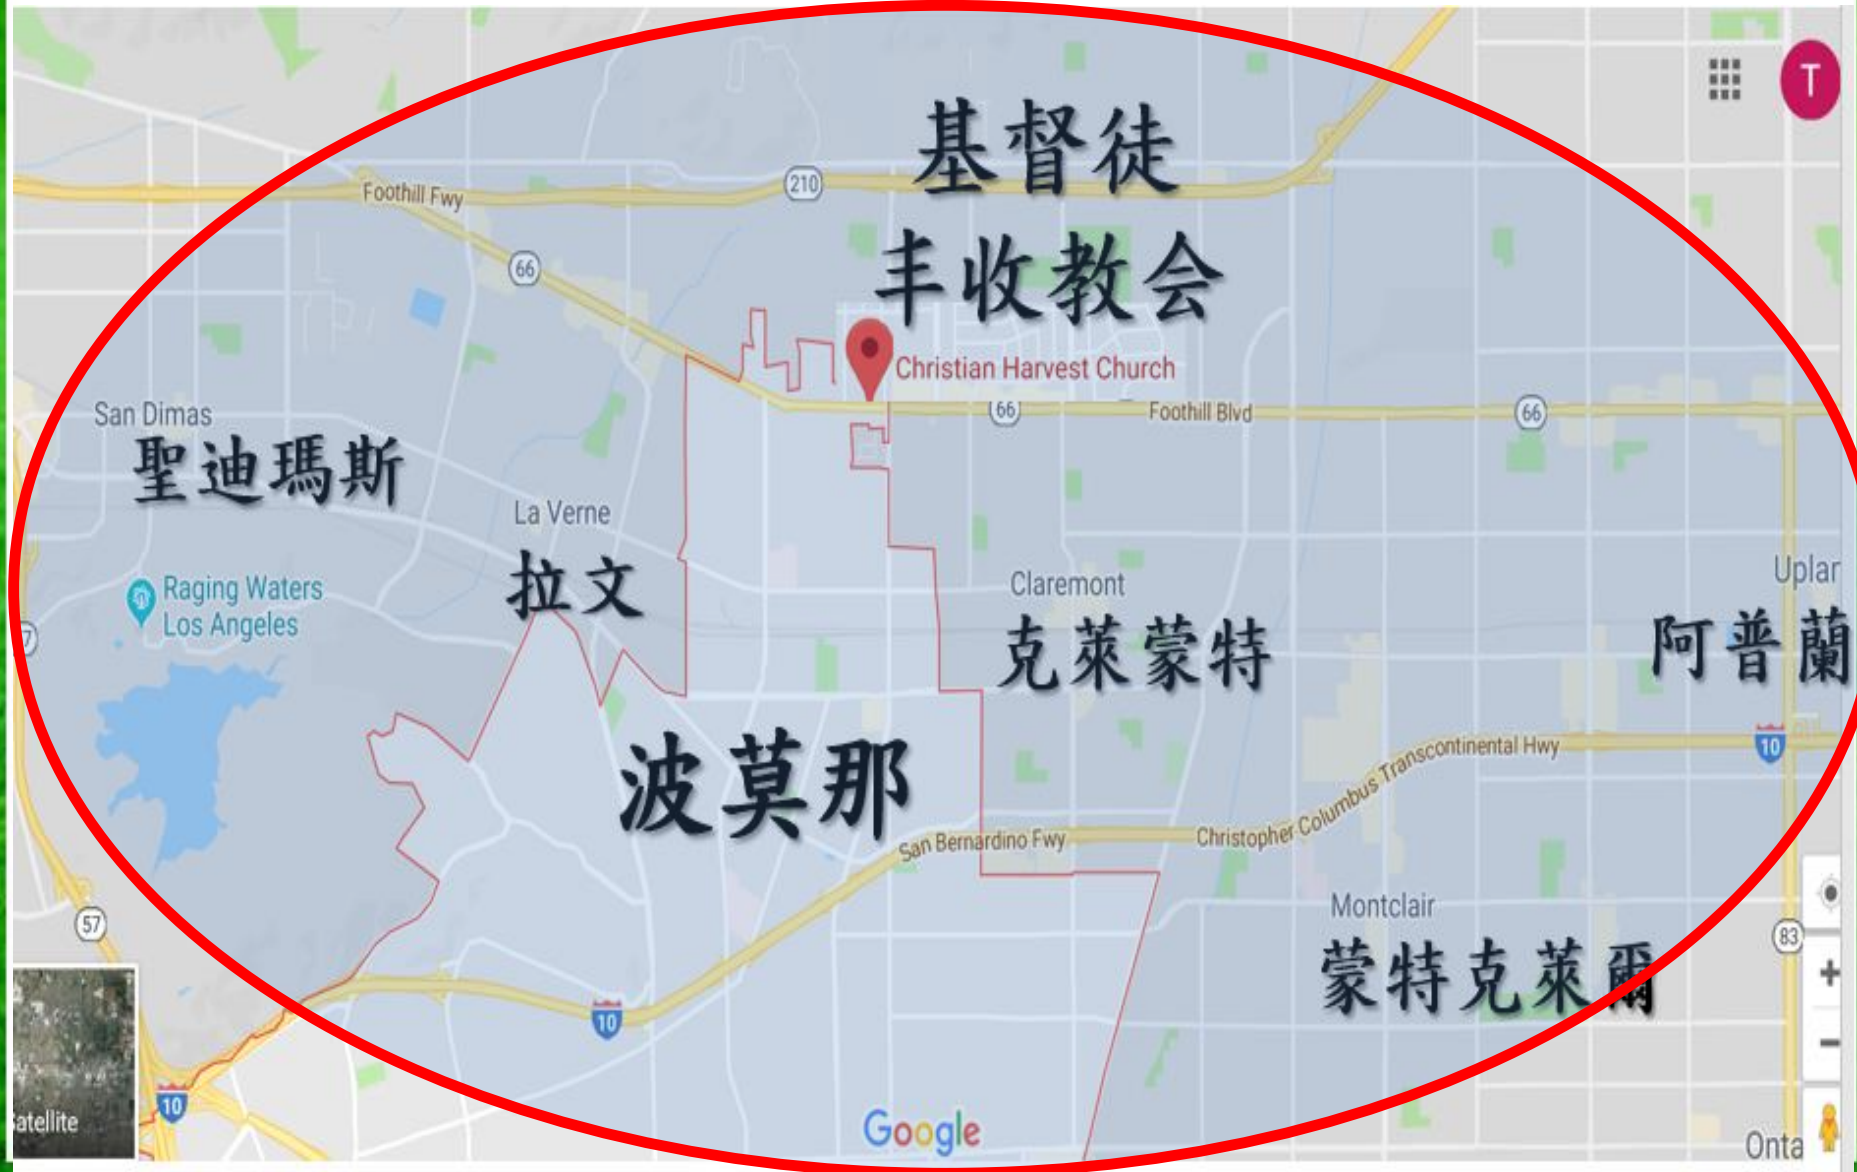 T
基督徒
210
Foothill Fwy
丰收教会
66
Christian Harvest Church
San Dimas
66
Foothill Blvd
66
聖迪瑪斯
La Verne
拉文
Raging Waters
Los Angeles
Claremont
Uplan
7
克萊蒙特
阿普蘭
波莫那
10
San Bernardino Fwy
Christopher Columbus Transcontinental Hwy
57
Montclair
83
蒙特克萊爾
+
−
10
10
atellite
Google
Onta